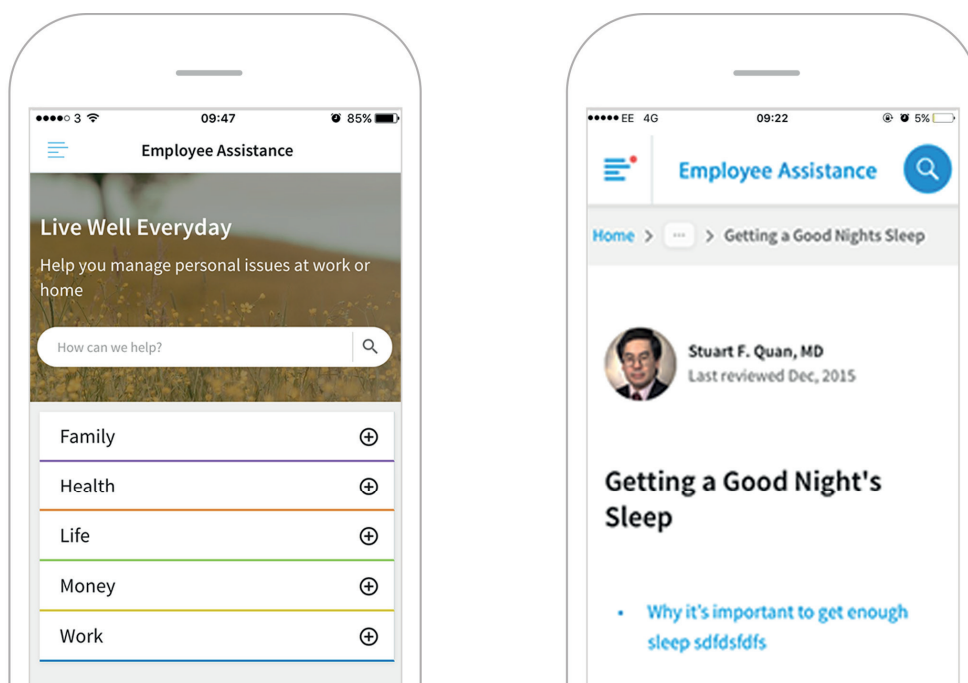 3 09:47 85%
Employee Assistance
Live Well Everyday
Help you manage personal issues at work or
home
How can we help?
Family
Health
Life
Money
Work
EE 4G 09:22 5%
Employee Assistance
Home > ... > Getting a Good Nights Sleep
Stuart F. Quan, MD
Last reviewed Dec, 2015
Getting a Good Night's
Sleep
• Why it's important to get enough
sleep sdfdsfdfs